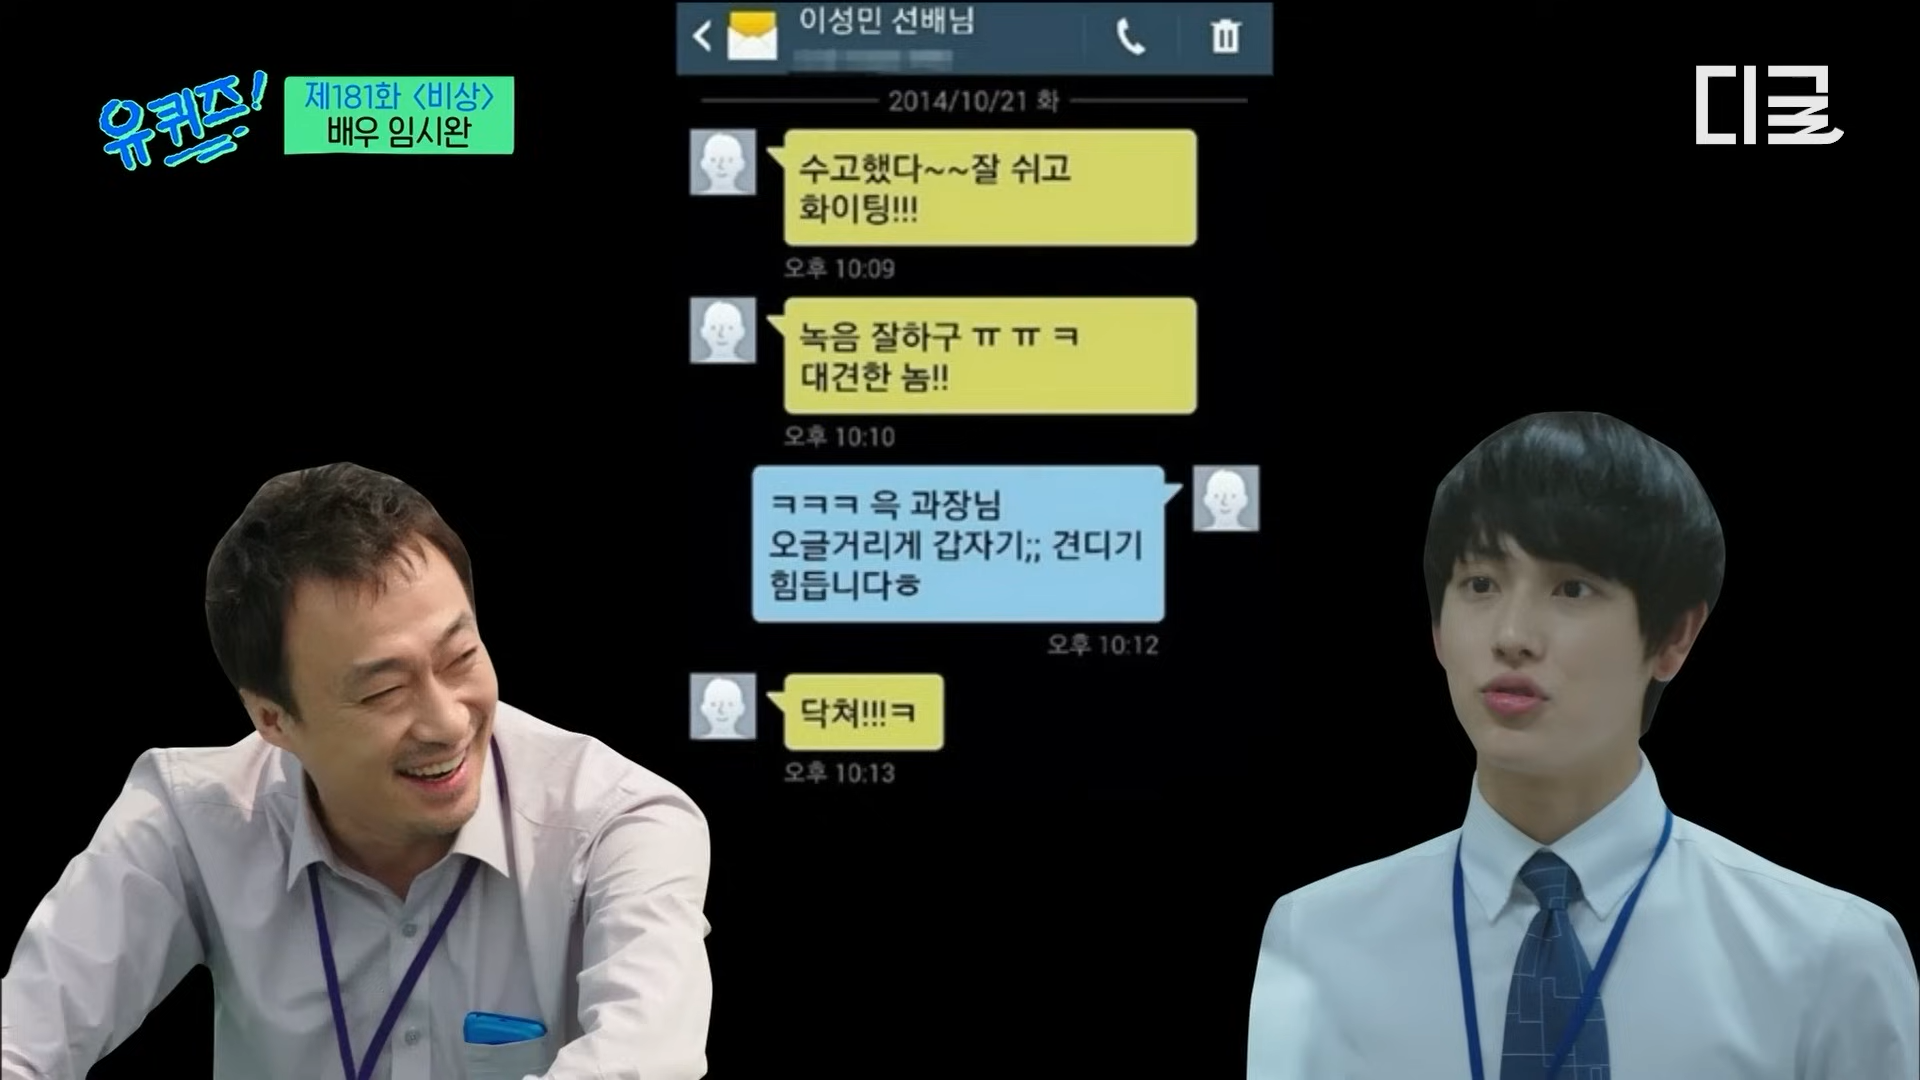 이성민 선배님
유퀴즈!
제181화 <비상>
배우 임시완
디글
2014/10/21 화
수고했다~~잘 쉬고
화이팅!!!
오후 10:09
녹음 잘하구 ㅠ ㅠ ㅋ
대견한 놈!!
오후 10:10
ㅋㅋㅋ 윽 과장님
오글거리게 갑자기;; 견디기
힘듭니다ㅎ
오후 10:12
닥쳐!!!ㅋ
오후 10:13